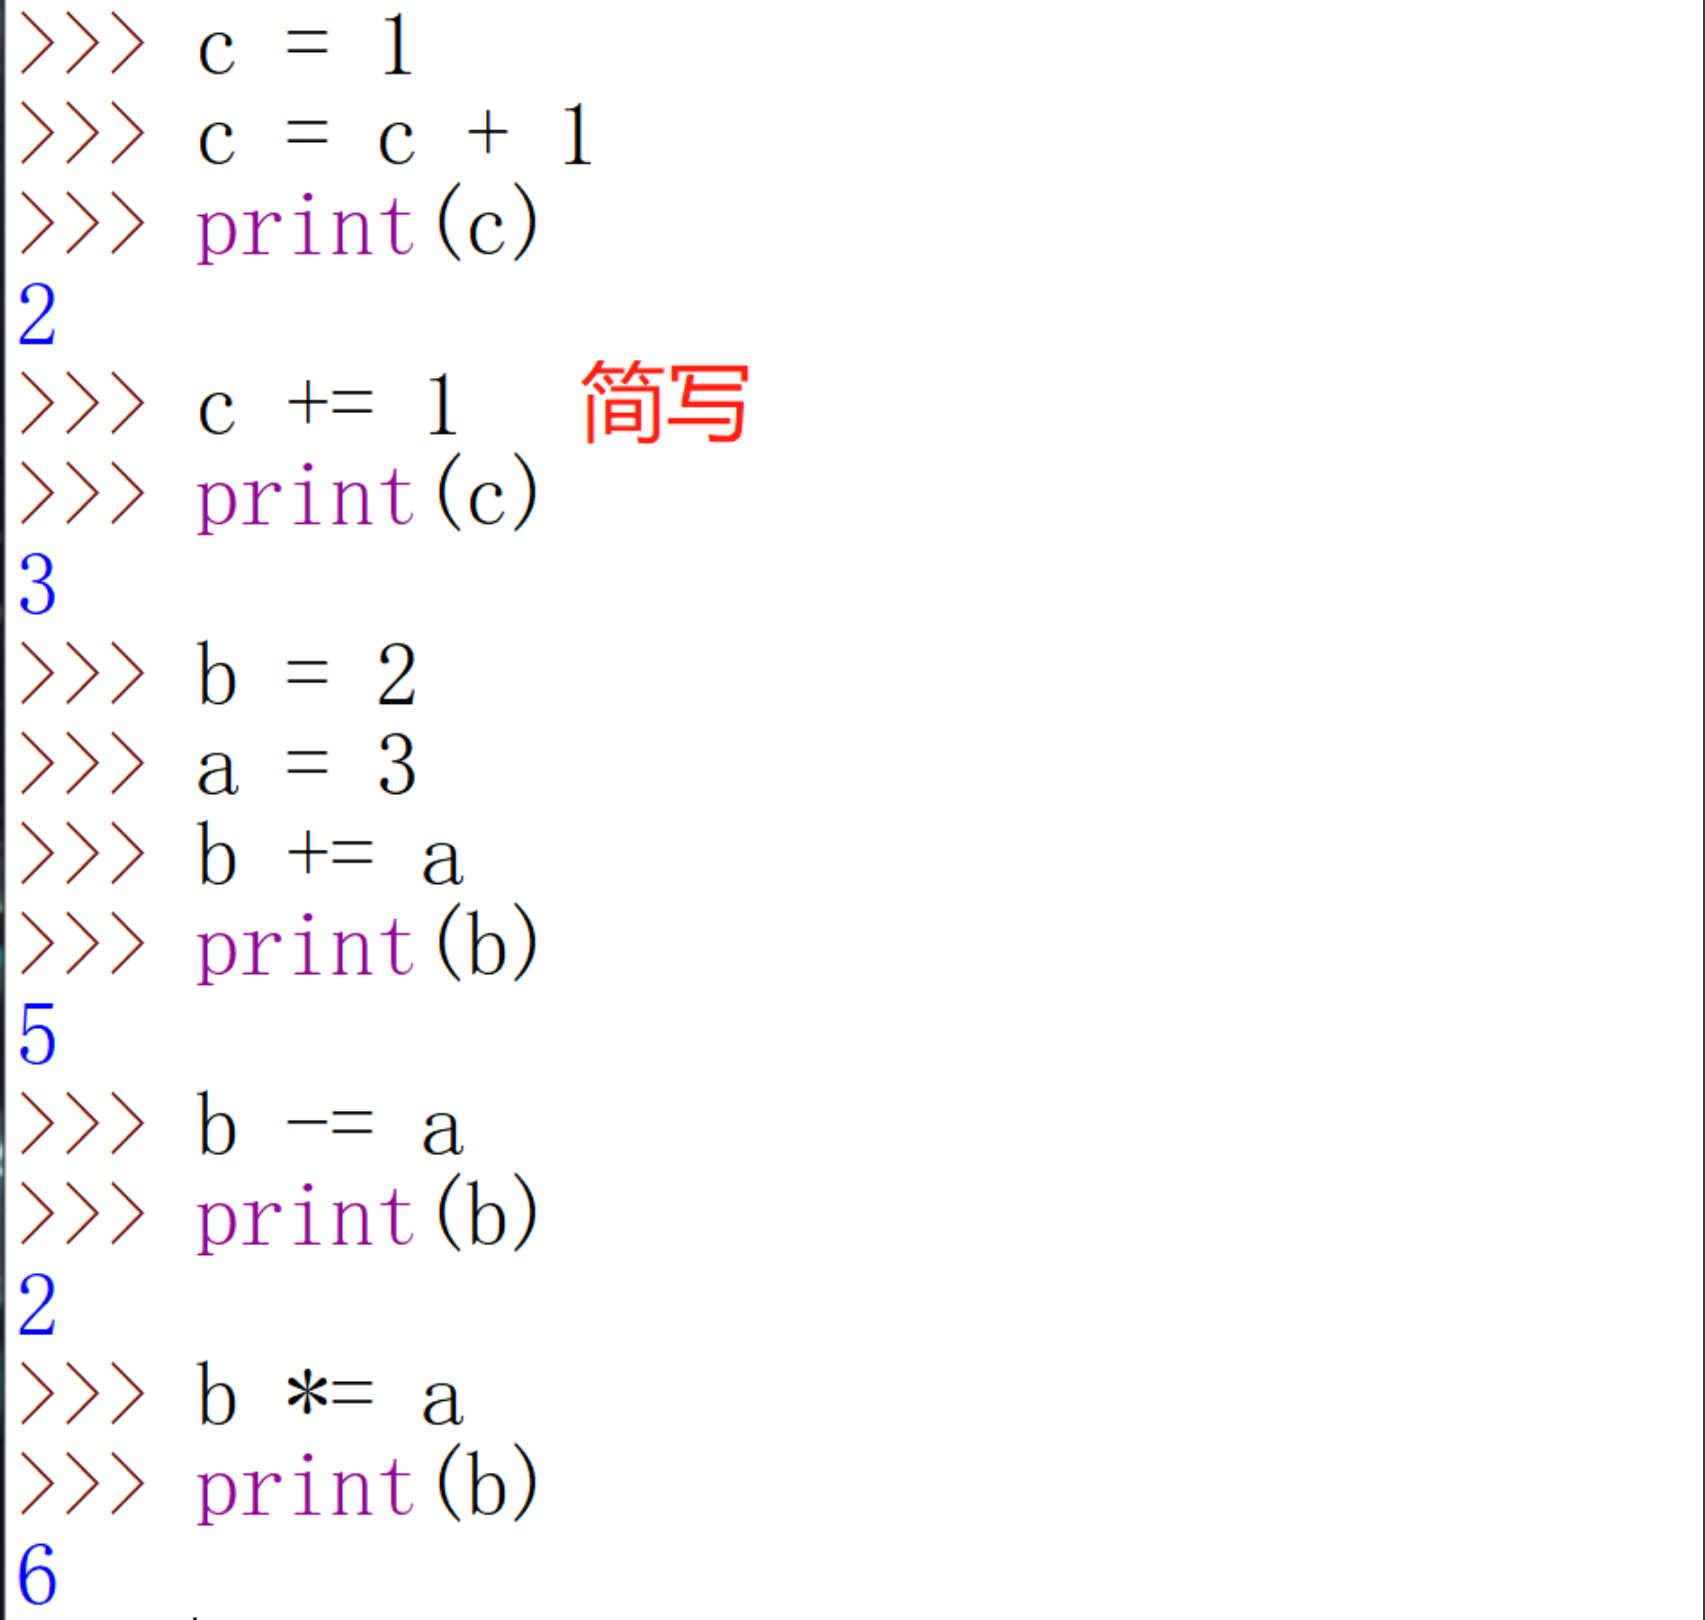 >>> c = 1
>>> c = c + 1
>>> print(c)
2
>>> c += 1 简写
>>> print(c)
3
>>> b = 2
>>> a = 3
>>> b += a
>>> print(b)
5
>>> b -= a
>>> print(b)
2
>>> b *= a
>>> print(b)
6